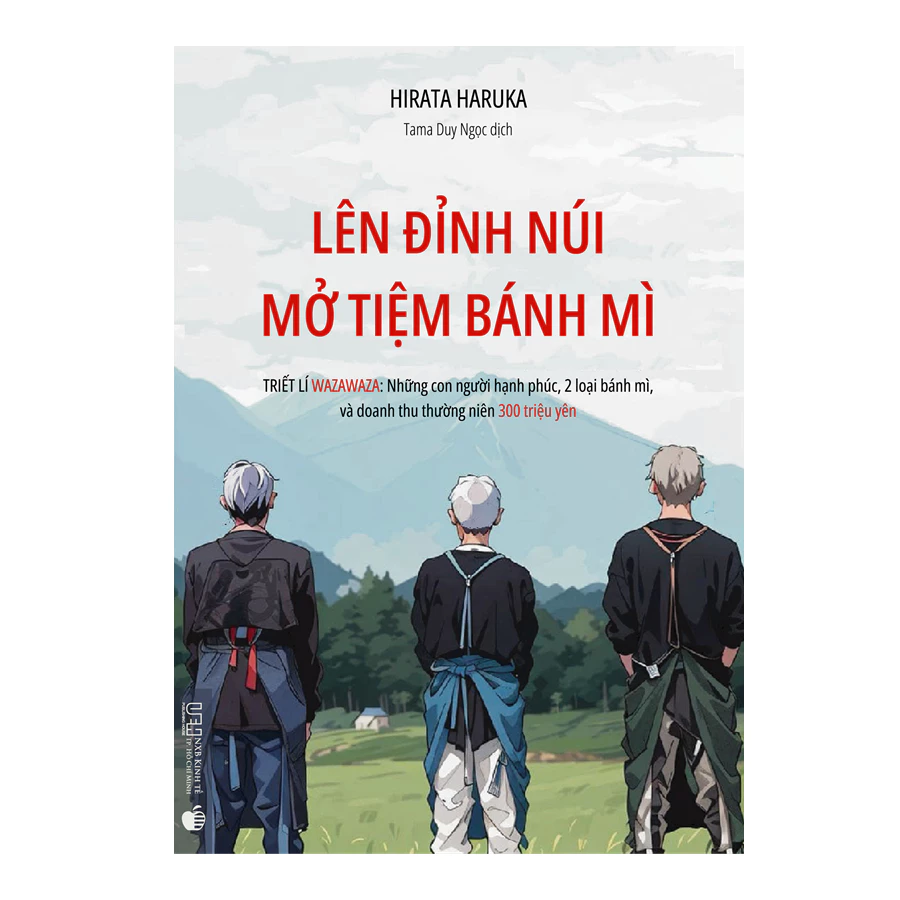 HIRATA HARUKA
Tama Duy Ngọc dịch
LÊN ĐỈNH NÚI
MỞ TIỆM BÁNH MÌ
TRIẾT LÍ WAZAWAZA: Những con người hạnh phúc, 2 loại bánh mì,
và doanh thu thường niên 300 triệu yên
NXB KINH TẾ
TP. HỒ CHÍ MINH